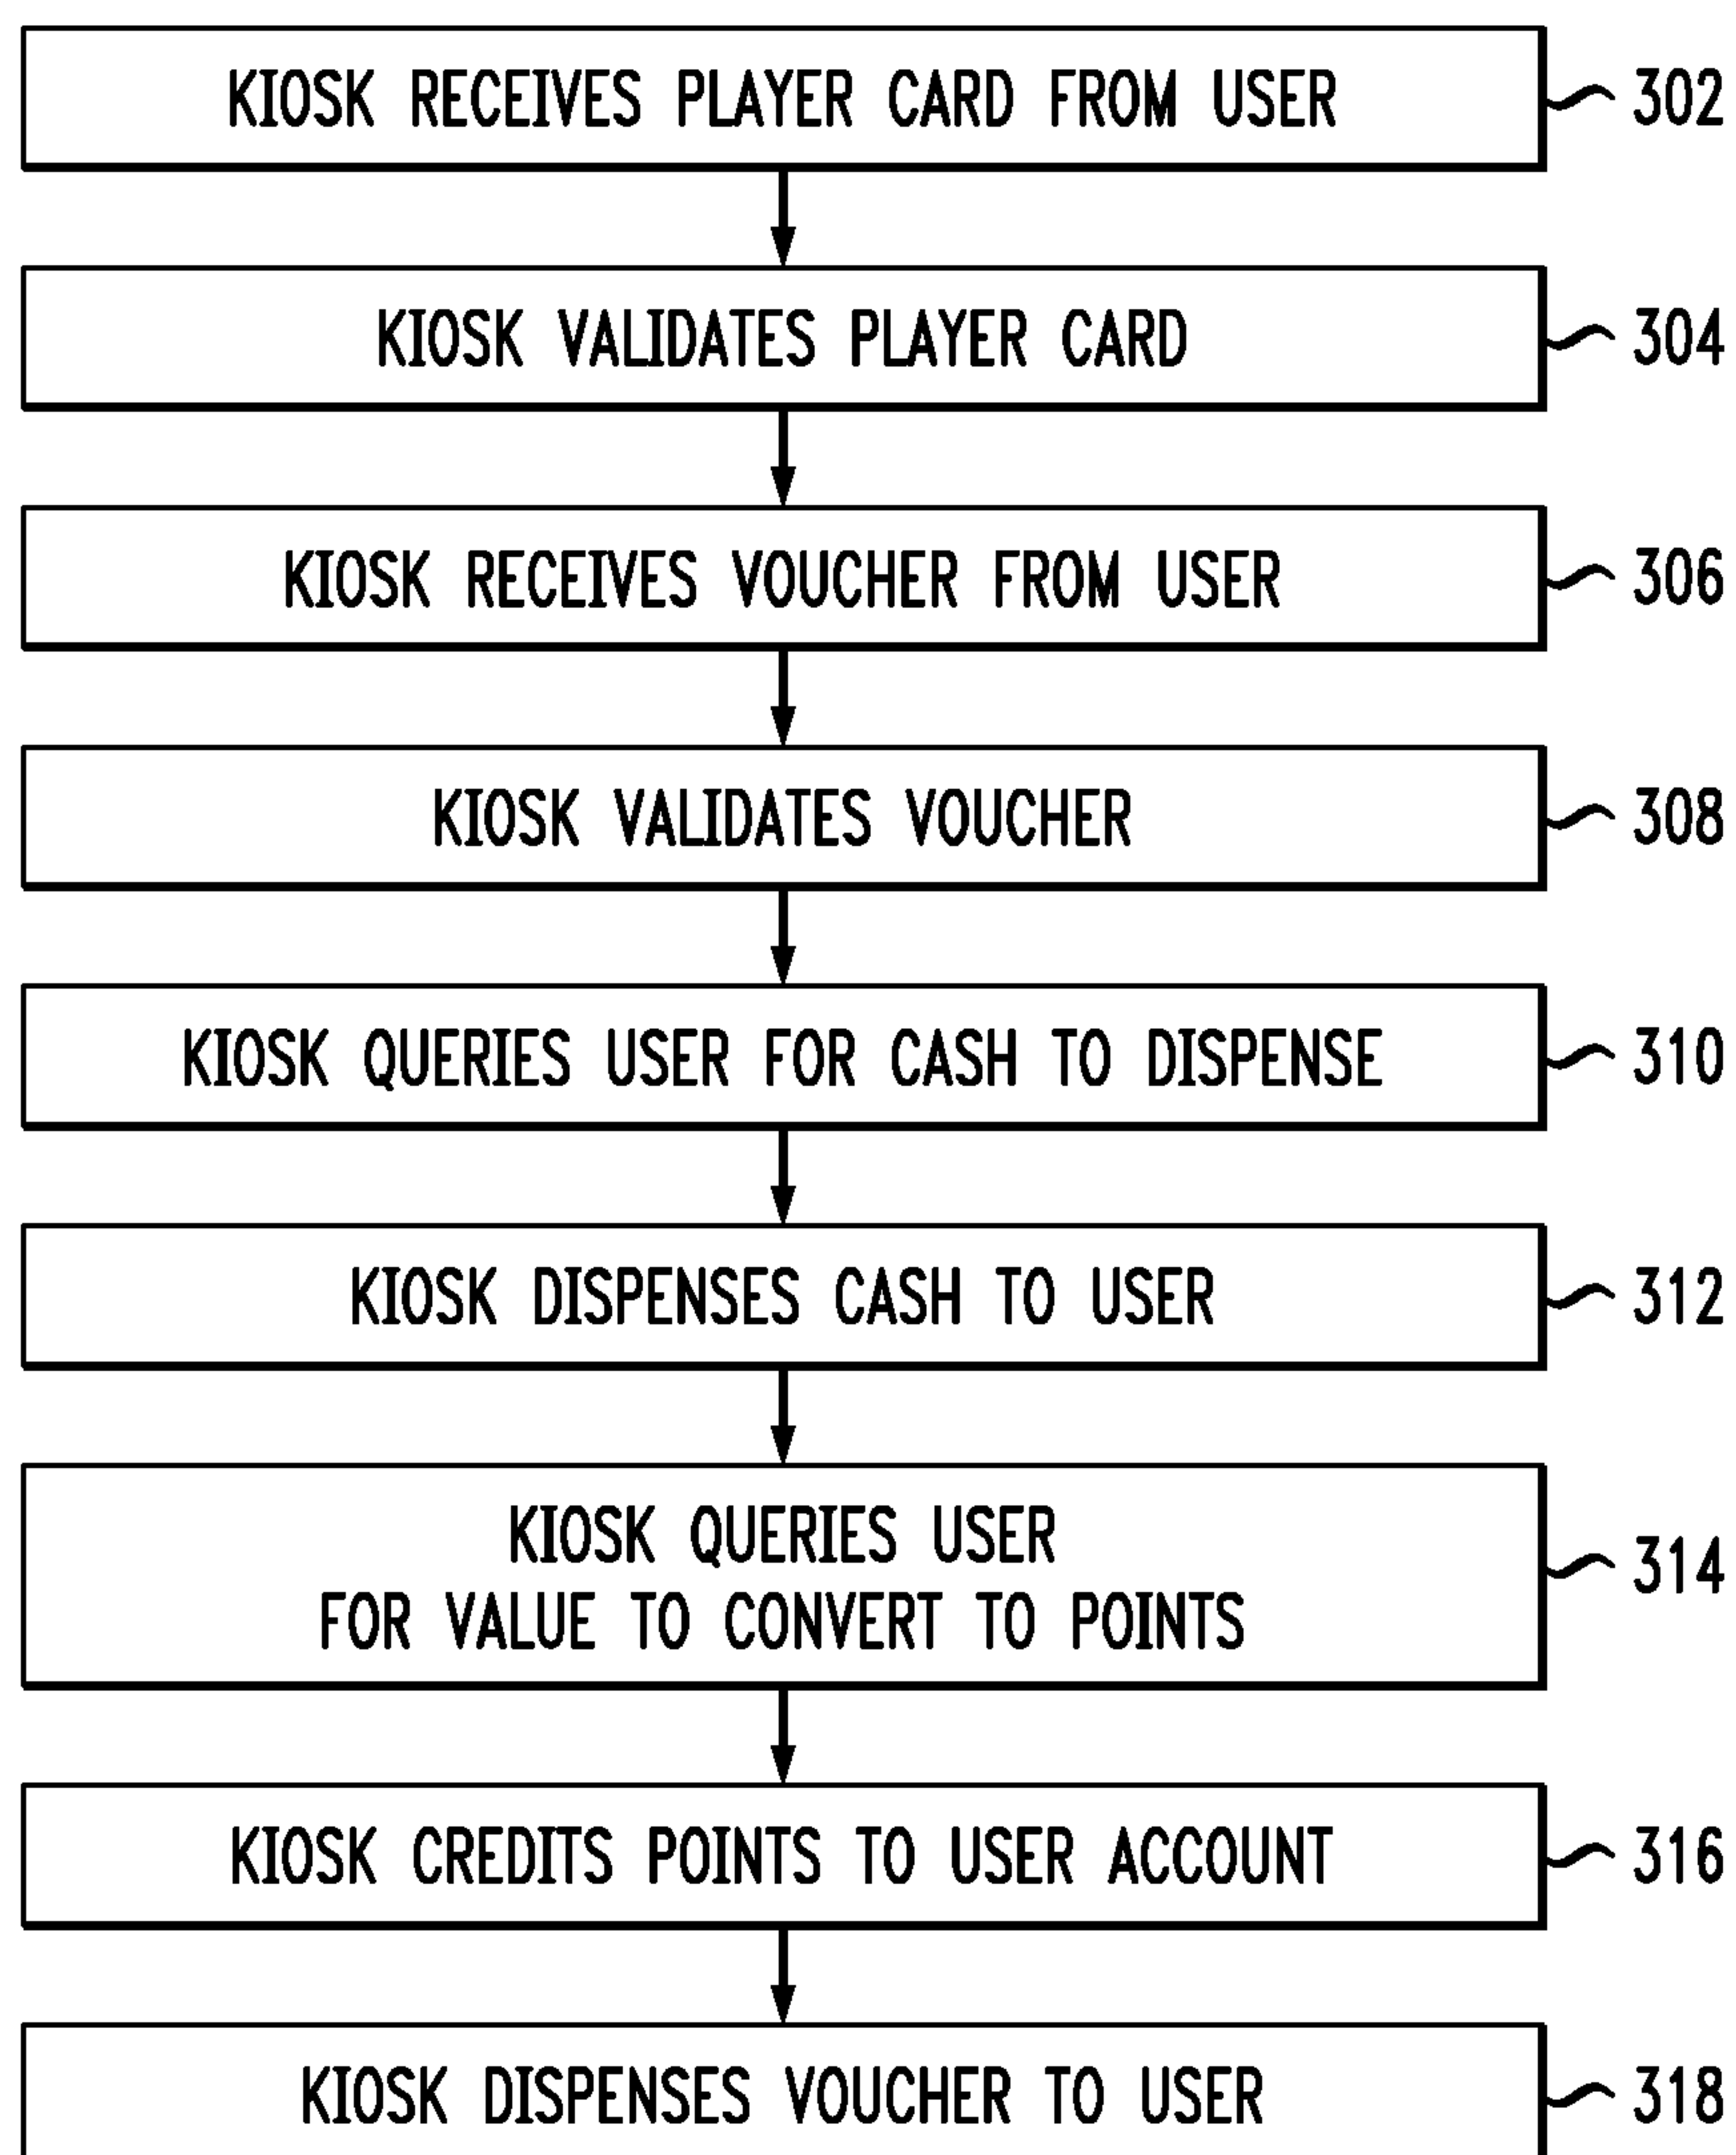 KIOSK RECEIVES PLAYER CARD FROM USER 302
KIOSK VALIDATES PLAYER CARD 304
KIOSK RECEIVES VOUCHER FROM USER 306
KIOSK VALIDATES VOUCHER 308
KIOSK QUERIES USER FOR CASH TO DISPENSE 310
KIOSK DISPENSES CASH TO USER 312
KIOSK QUERIES USER
FOR VALUE TO CONVERT TO POINTS 314
KIOSK CREDITS POINTS TO USER ACCOUNT 316
KIOSK DISPENSES VOUCHER TO USER 318